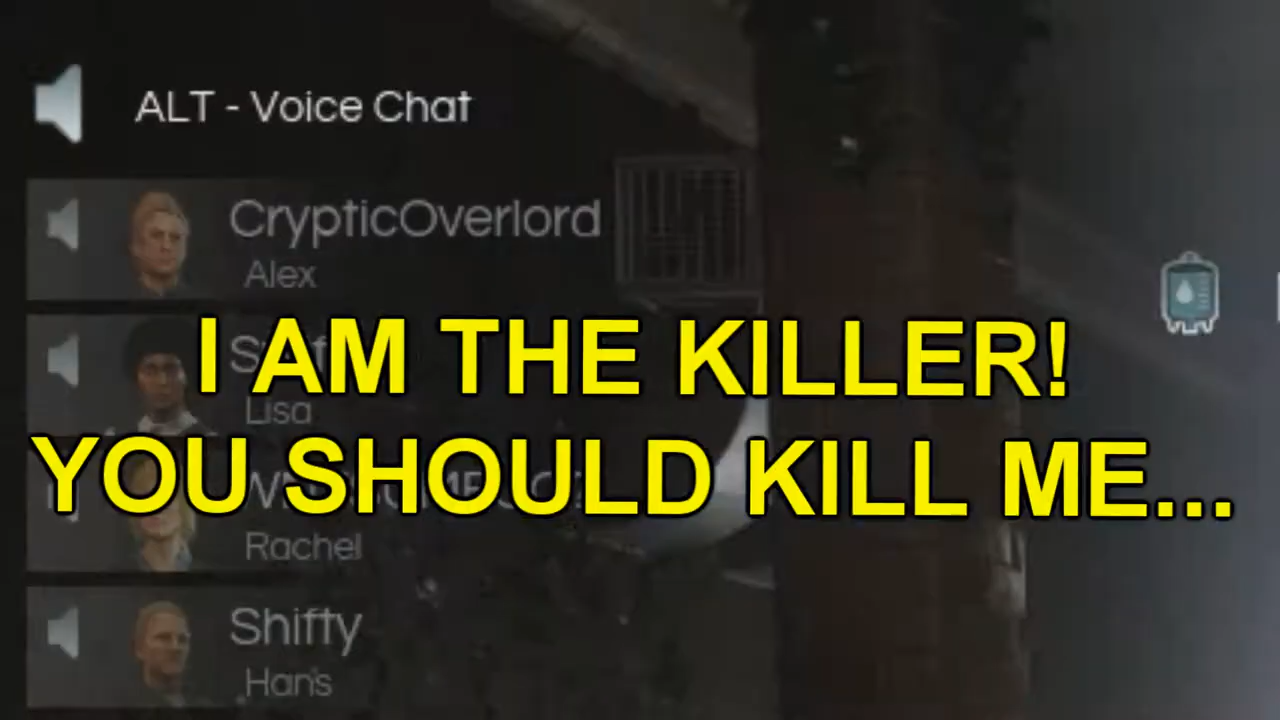 ALT - Voice Chat
CrypticOverlord
Alex
I AM THE KILLER!
Lisa
YOU SHOULD KILL ME...
Rachel
Shifty
Hans